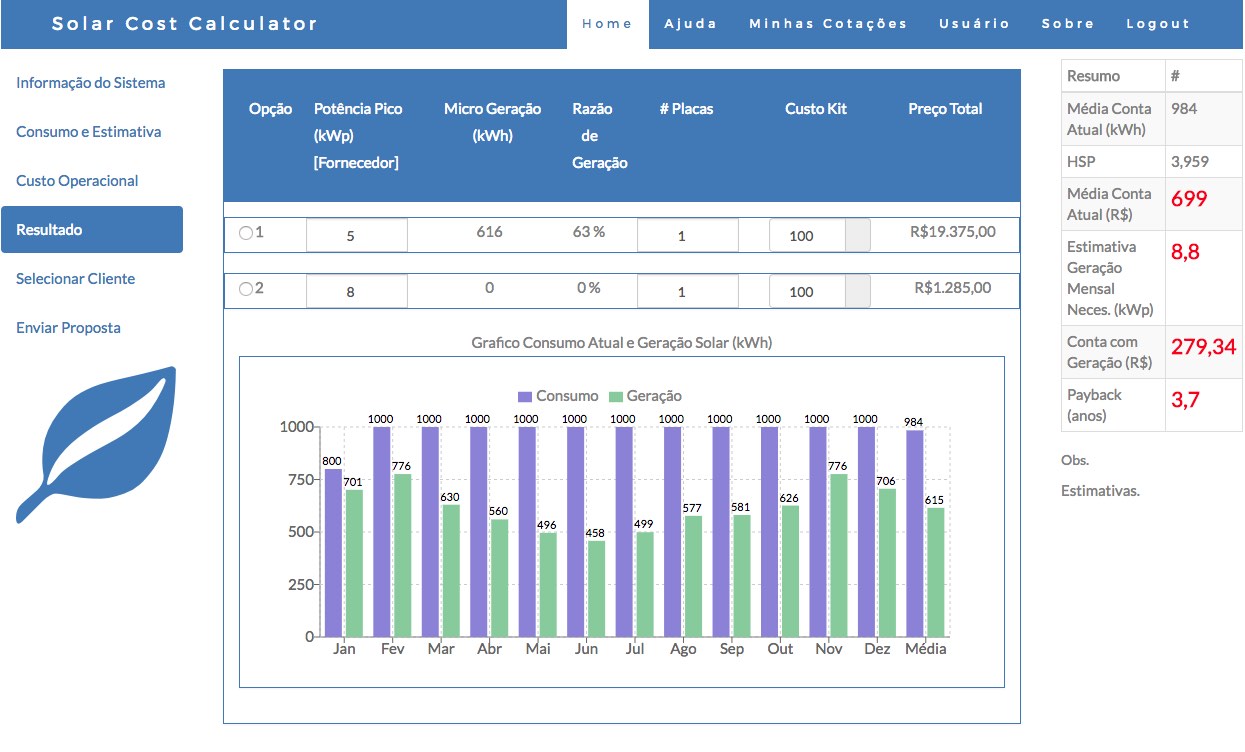 Solar Cost Calculator
Home Ajuda Minhas Cotações Usuário Sobre Logout
Informação do Sistema
Consumo e Estimativa
Custo Operacional
Resultado
Selecionar Cliente
Enviar Proposta
Opção Potência Pico Micro Geração Razão # Placas Custo Kit Preço Total
(kWp) (kWh) de
[Fornecedor] Geração
1 5 616 63 % 1 100 R$19.375,00
2 8 0 0 % 1 100 R$1.285,00
Grafico Consumo Atual e Geração Solar (kWh)
Consumo Geração
1000
750
500
250
0
800 1000 1000 1000 1000 1000 1000 1000 1000 1000 1000 1000 984
701 776 630 560 496 458 499 577 581 626 776 706 615
Jan Fev Mar Abr Mai Jun Jul Ago Sep Out Nov Dez Média
Resumo #
Média Conta 984
Atual (kWh)
HSP 3,959
Média Conta 699
Atual (R$)
Estimativa 8,8
Geração
Mensal
Neces. (kWp)
Conta com 279,34
Geração (R$)
Payback 3,7
(anos)
Obs.
Estimativas.